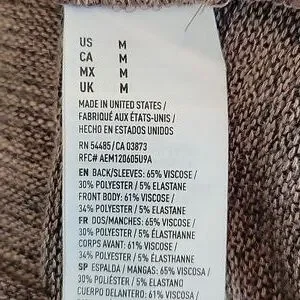 US M
CA M
MX M
UK M
MADE IN UNITED STATES /
FABRIQUÉ AUX ÉTATS-UNIS /
HECHO EN ESTADOS UNIDOS
RN 54485/CA 03873
RFC# AEM120605U9A
EN BACK/SLEEVES: 65% VISCOSE /
30% POLYESTER / 5% ELASTANE
FRONT BODY: 61% VISCOSE /
34% POLYESTER / 5% ELASTANE
FR DOS/MANCHES: 65% VISCOSE /
30% POLYESTER / 5% ÉLASTHANNE
CORPS AVANT: 61% VISCOSE /
34% POLYESTER / 5% ÉLASTHANNE
SP ESPALDA / MANGAS: 65% VISCOSA /
30% POLIÉSTER / 5% ELASTANO
CUERPO DELANTERO: 61% VISCOSA /